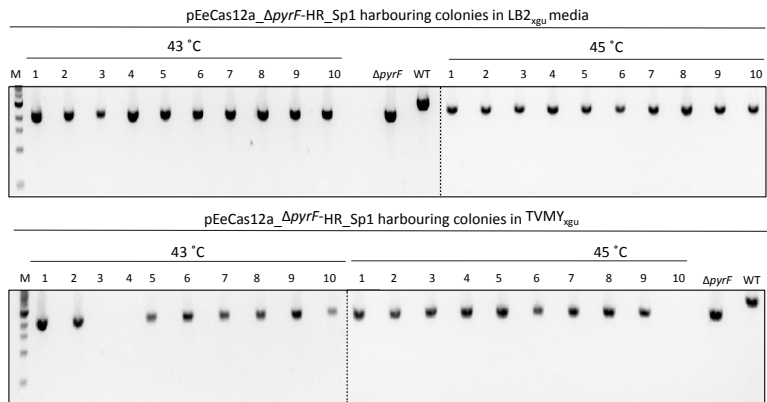 pEeCas12a_ΔpyrF-HR_Sp1 harbouring colonies in LB2xgu media
43 ˚C 45 ˚C
M 1 2 3 4 5 6 7 8 9 10 ΔpyrF WT 1 2 3 4 5 6 7 8 9 10
pEeCas12a_ΔpyrF-HR_Sp1 harbouring colonies in TVMYxgu
43 ˚C 45 ˚C
M 1 2 3 4 5 6 7 8 9 10 1 2 3 4 5 6 7 8 9 10 ΔpyrF WT